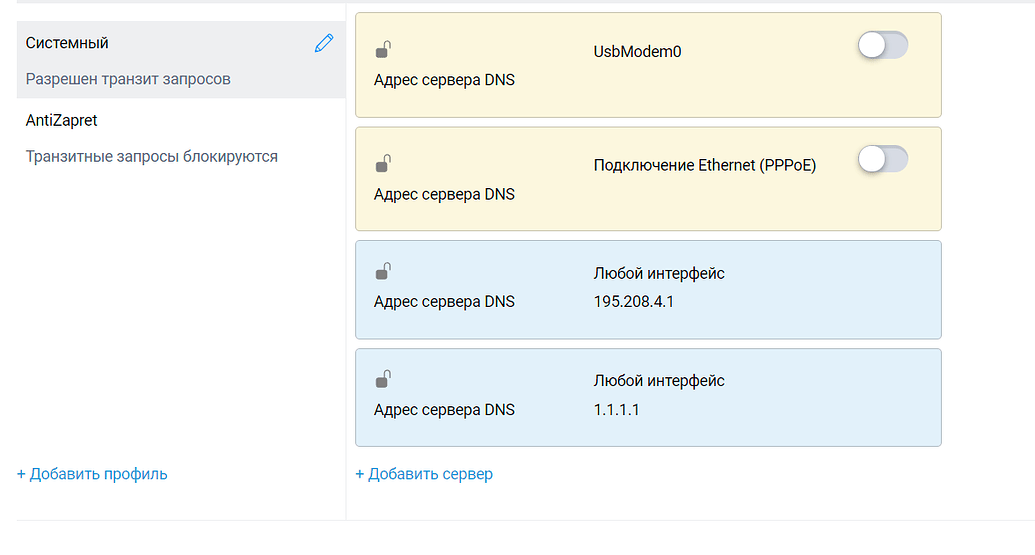 Системный
Разрешен транзит запросов
AntiZapret
Транзитные запросы блокируются
+ Добавить профиль
UsbModem0
Адрес сервера DNS
Подключение Ethernet (PPPoE)
Адрес сервера DNS
Любой интерфейс
Адрес сервера DNS 195.208.4.1
Любой интерфейс
Адрес сервера DNS 1.1.1.1
+ Добавить сервер